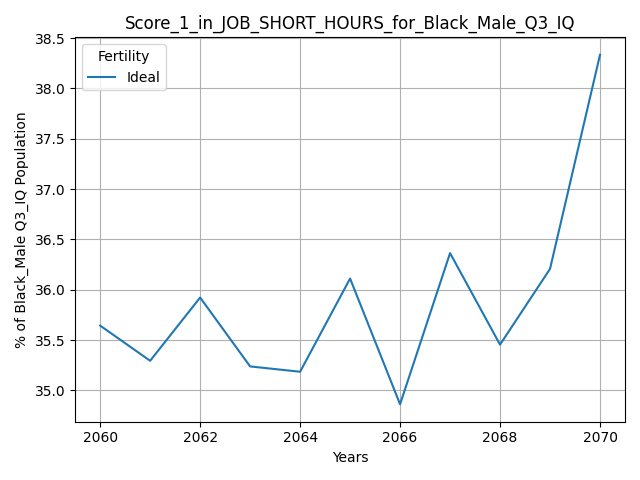 Score_1_in_JOB_SHORT_HOURS_for_Black_Male_Q3_IQ
Fertility
Ideal
% of Black_Male Q3_IQ Population
38.5
38.0
37.5
37.0
36.5
36.0
35.5
35.0
2060 2062 2064 2066 2068 2070
Years